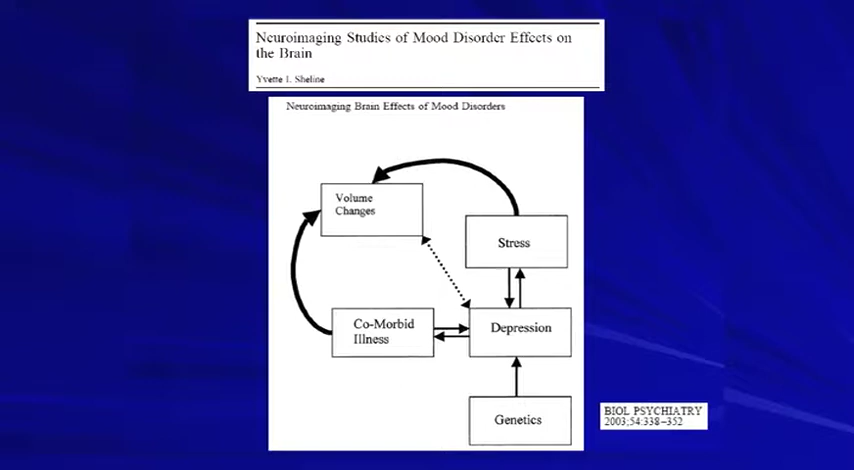 Neuroimaging Studies of Mood Disorder Effects on
the Brain
Yvette I. Sheline
Neuroimaging Brain Effects of Mood Disorders
Volume
Changes
Stress
Co-Morbid
Illness
Depression
Genetics
BIOL PSYCHIATRY
2003;54:338–352